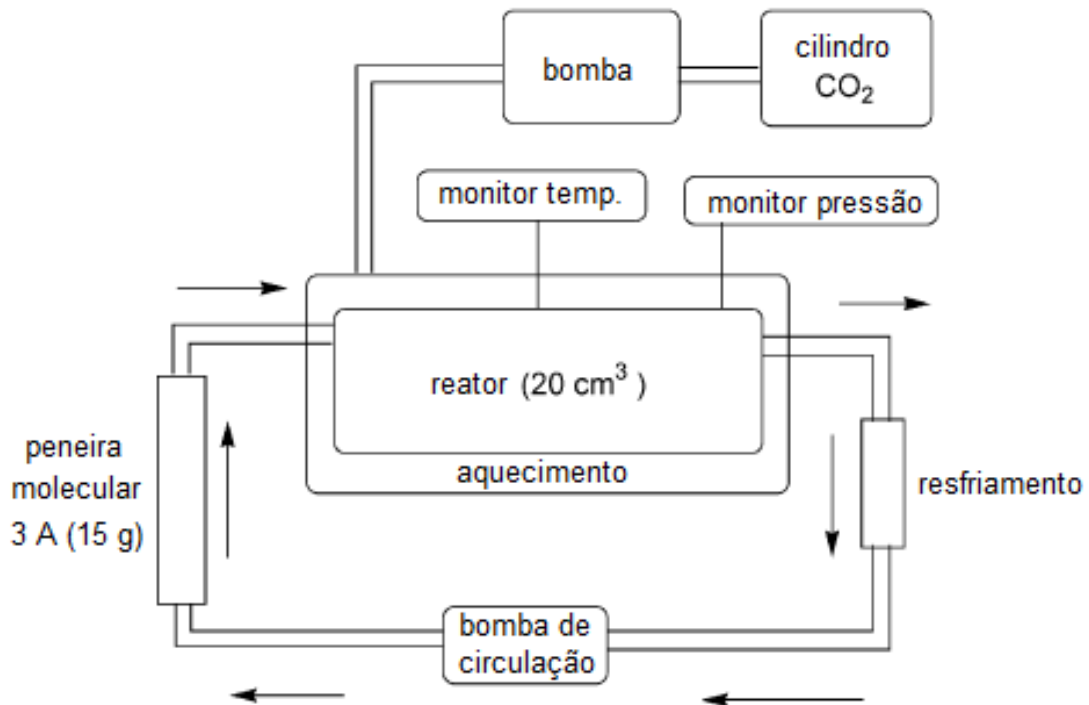 bomba
cilindro
CO₂
monitor temp.
monitor pressão
reator (20 cm³ )
aquecimento
peneira
molecular
3 A (15 g)
resfriamento
bomba de
circulação